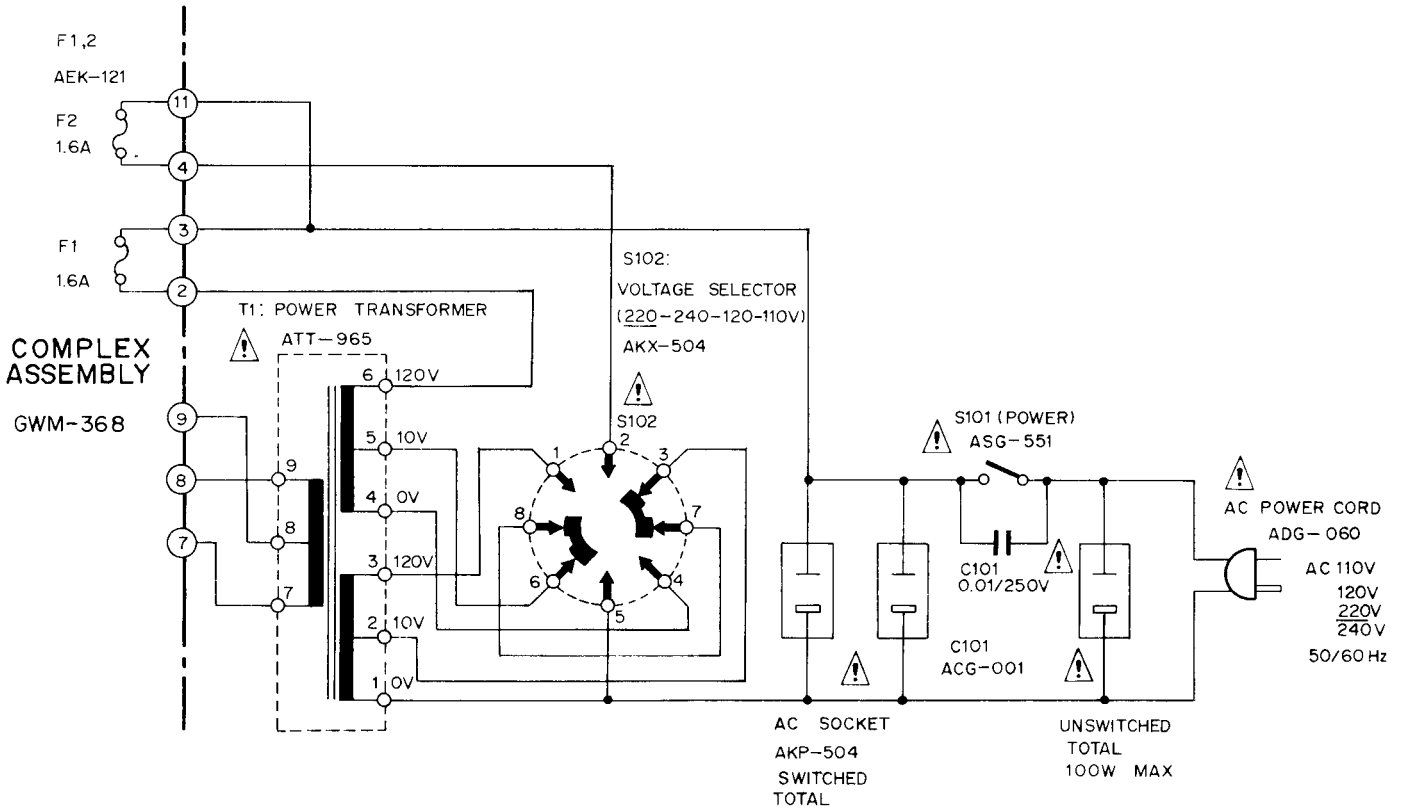 F1,2
AEK-121
F2
1.6A
11
4
3
F1
1.6A
2
T1: POWER TRANSFORMER
ATT-965
COMPLEX
ASSEMBLY
GWM-368
9
8
7
6 120V
5 10V
4 0V
3 120V
2 10V
1 0V
9
8
7
S102:
VOLTAGE SELECTOR
(220-240-120-110V)
AKX-504
S102
1
2
3
8
7
6
5
4
S101 (POWER)
ASG-551
C101
0.01/250V
C101
ACG-001
AC POWER CORD
ADG-060
AC 110V
120V
220V
240V
50/60 Hz
AC SOCKET
AKP-504
SWITCHED
TOTAL
UNSWITCHED
TOTAL
100W MAX